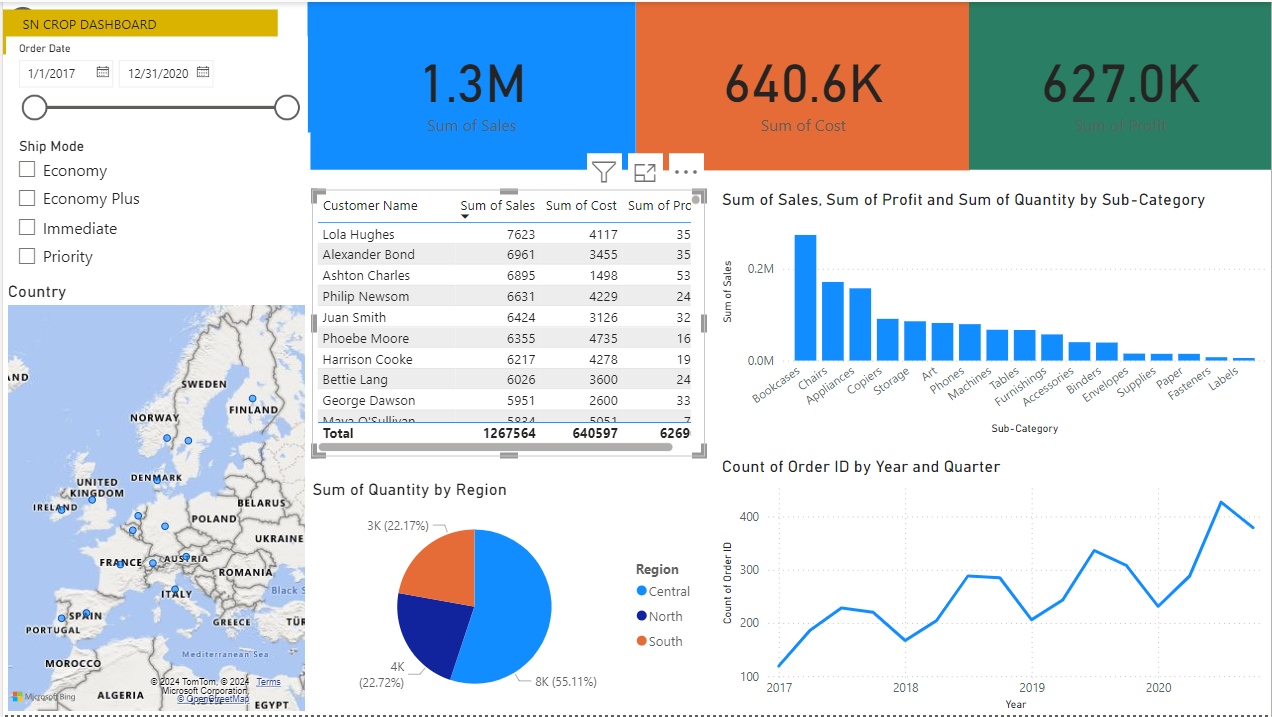 SN CROP DASHBOARD
Order Date
1/1/2017
12/31/2020
Ship Mode
Economy
Economy Plus
Immediate
Priority
Country
AND
SWEDEN
FINLAND
NORWAY
DENMARK
UNITED
KINGDOM
IRELAND
BELARUS
POLAND
UKRAINE
FRANCE
AUSTRIA
ROMANIA
ITALY
Black S
SPAIN
PORTUGAL
GREECE
TÜR
Mediterranean Sea
MOROCCO
ALGERIA
EGYPT
Microsoft Bing
© 2024 TomTom, © 2024
Microsoft Corporation,
© OpenStreetMap
Terms
1.3M
Sum of Sales
640.6K
Sum of Cost
627.0K
Sum of Profit
Customer Name Sum of Sales Sum of Cost Sum of Pro
Lola Hughes 7623 4117 35
Alexander Bond 6961 3455 35
Ashton Charles 6895 1498 53
Philip Newsom 6631 4229 24
Juan Smith 6424 3126 32
Phoebe Moore 6355 4735 16
Harrison Cooke 6217 4278 19
Bettie Lang 6026 3600 24
George Dawson 5951 2600 33
Maya O'Sullivan 5834 5051 7
Total 1267564 640597 6269
Sum of Quantity by Region
3K (22.17%)
4K
(22.72%)
8K (55.11%)
Region
Central
North
South
Sum of Sales, Sum of Profit and Sum of Quantity by Sub-Category
Sum of Sales
0.2M
0.0M
Bookcases
Chairs
Appliances
Copiers
Storage
Art
Phones
Machines
Tables
Furnishings
Accessories
Binders
Envelopes
Supplies
Paper
Fasteners
Labels
Sub-Category
Count of Order ID by Year and Quarter
Count of Order ID
400
300
200
100
2017
2018
2019
2020
Year